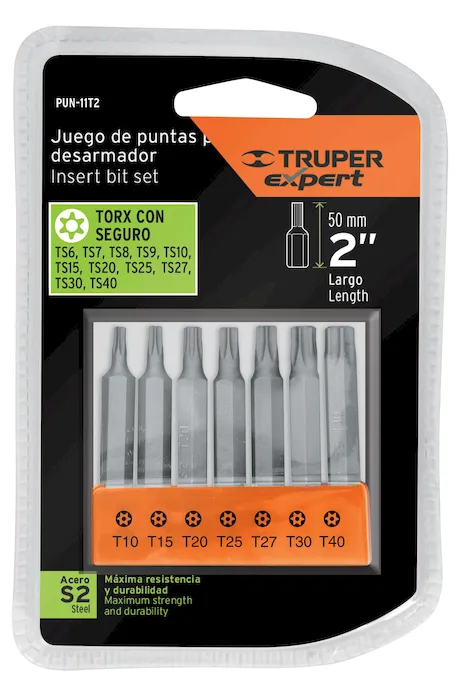 PUN-11T2
Juego de puntas p
desarmador
Insert bit set
TRUPER
expert
TORX CON
SEGURO
TS6, TS7, TS8, TS9, TS10,
TS15, TS20, TS25, TS27,
TS30, TS40
50 mm
2"
Largo
Length
T10 T15 T20 T25 T27 T30 T40
Acero
S2
Steel
Máxima resistencia
y durabilidad
Maximum strength
and durability